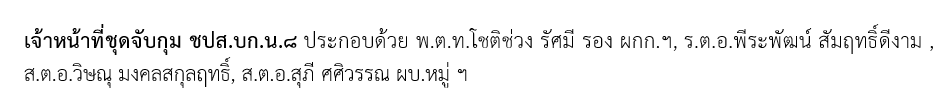 เจ้าหน้าที่ชุดจับกุม ชปส.บก.น.๘ ประกอบด้วย พ.ต.ท.โชติช่วง รัศมี รอง ผกก.ฯ, ร.ต.อ.พีระพัฒน์ สัมฤทธิ์ดีงาม ,
ส.ต.อ.วิษณุ มงคลสกุลฤทธิ์, ส.ต.อ.สุภี ศศิวรรณ ผบ.หมู่ ฯ